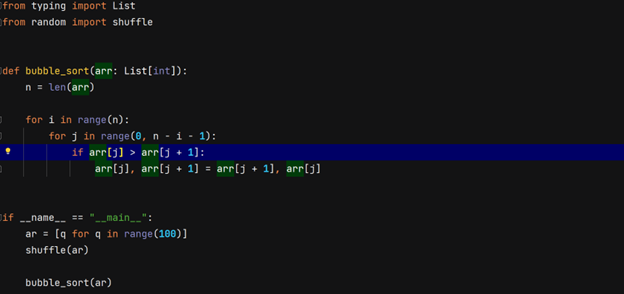 from typing import List
from random import shuffle
def bubble_sort(arr: List[int]):
    n = len(arr)
    for i in range(n):
        for j in range(0, n - i - 1):
            if arr[j] > arr[j + 1]:
                arr[j], arr[j + 1] = arr[j + 1], arr[j]
if __name__ == "__main__":
    ar = [q for q in range(100)]
    shuffle(ar)
    bubble_sort(ar)